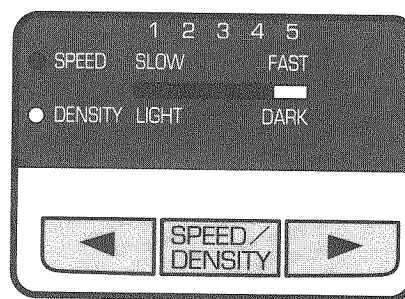 1 2 3 4 5
SPEED SLOW FAST
DENSITY LIGHT DARK
SPEED/
DENSITY